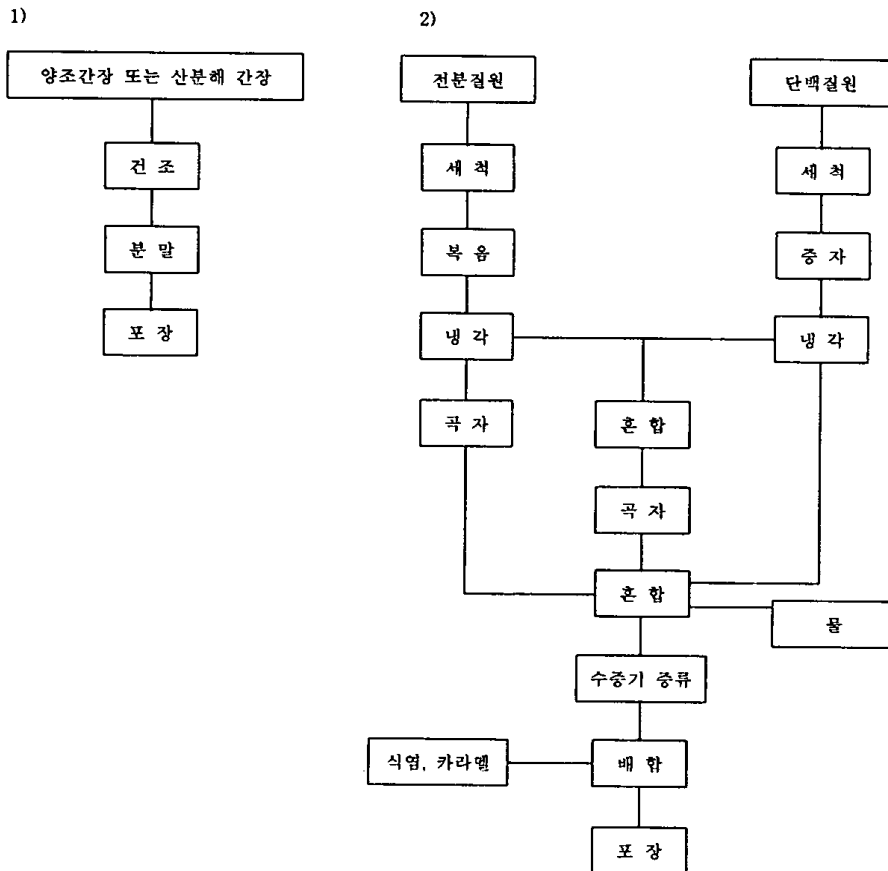 1)
2)
양조간장 또는 산분해 간장
전분질원
단백질원
건 조
세 척
세 척
분 말
볶 음
증 자
포 장
냉 각
냉 각
곡 자
혼 합
곡 자
혼 합
물
수증기 증류
식염, 카라멜
배 합
포 장